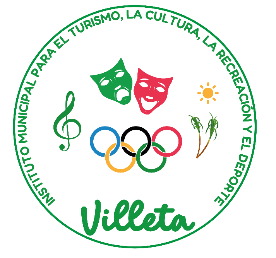 INSTITUTO MUNICIPAL PARA EL TURISMO, LA CULTURA, LA RECREACIÓN Y EL DEPORTE
Villeta